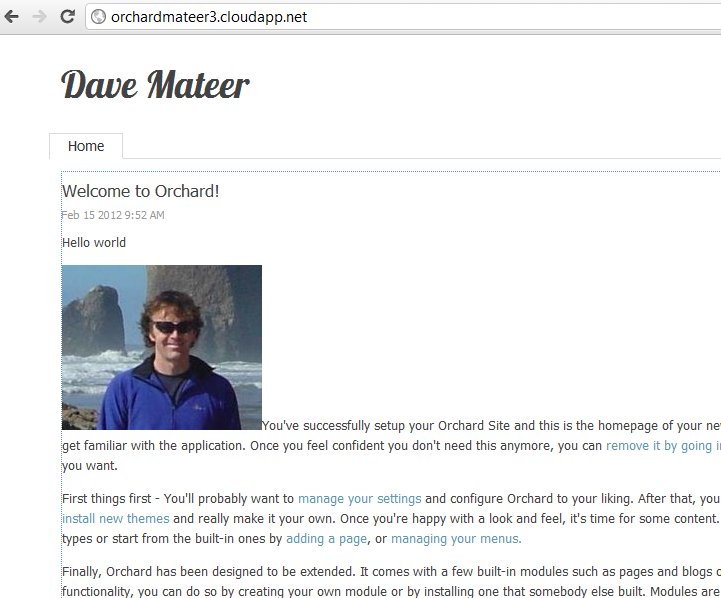 orchardmateer3.cloudapp.net
Dave Mateer
Home
Welcome to Orchard!
Feb 15 2012 9:52 AM
Hello world
You've successfully setup your Orchard Site and this is the homepage of your ne
get familiar with the application. Once you feel confident you don't need this anymore, you can remove it by going i
you want.
First things first - You'll probably want to manage your settings and configure Orchard to your liking. After that, you
install new themes and really make it your own. Once you're happy with a look and feel, it's time for some content.
types or start from the built-in ones by adding a page, or managing your menus.
Finally, Orchard has been designed to be extended. It comes with a few built-in modules such as pages and blogs o
functionality, you can do so by creating your own module or by installing one that somebody else built. Modules are